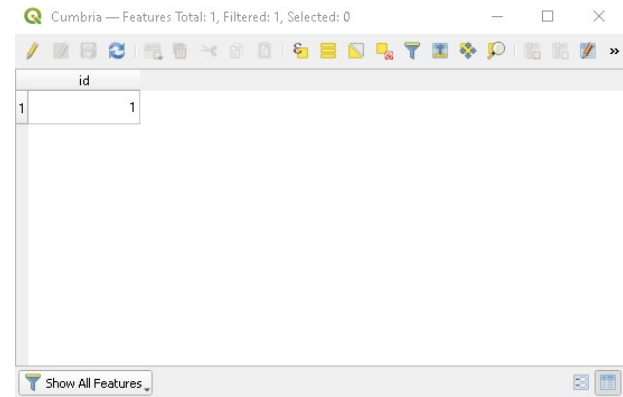 Cumbria — Features Total: 1, Filtered: 1, Selected: 0
id
1 1
Show All Features